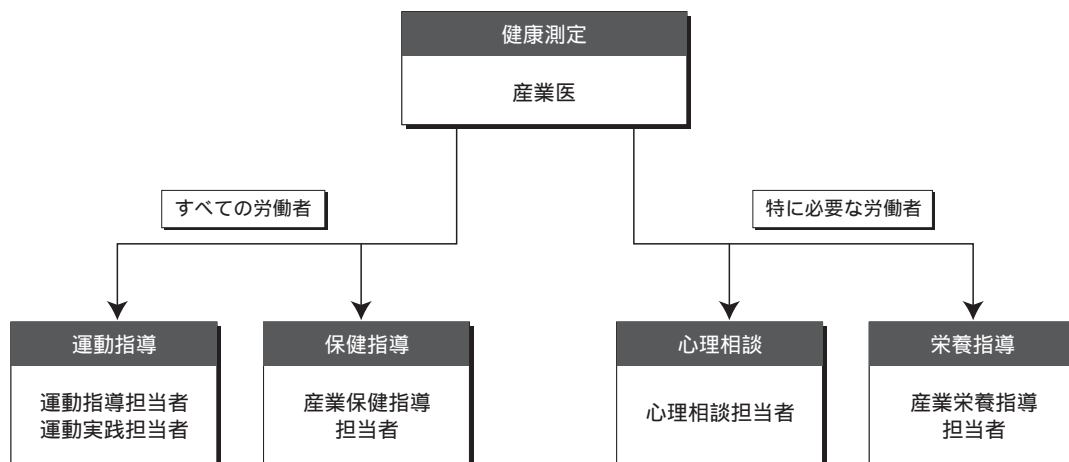 健康測定
産業医
すべての労働者
特に必要な労働者
運動指導
運動指導担当者
運動実践担当者
保健指導
産業保健指導
担当者
心理相談
心理相談担当者
栄養指導
産業栄養指導
担当者